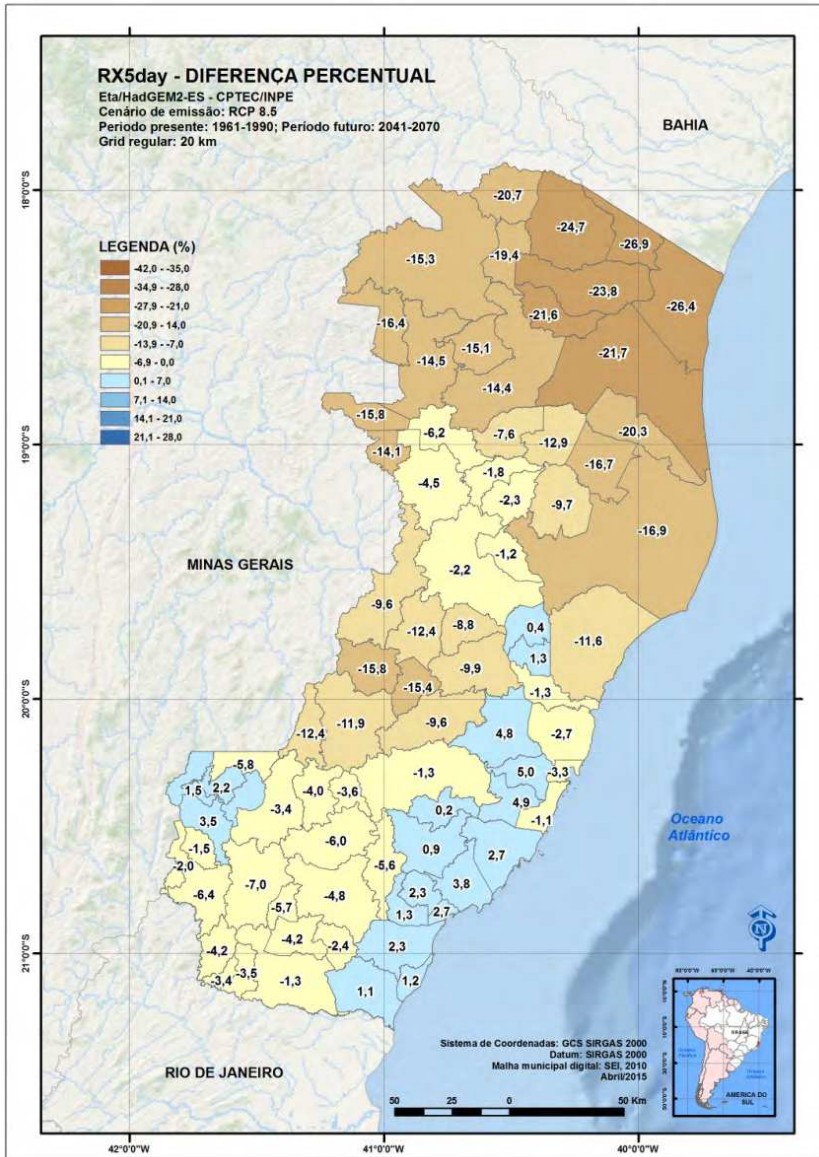 RX5day - DIFERENÇA PERCENTUAL
Eta/HadGEM2-ES - CPTEC/INPE
Cenário de emissão: RCP 8.5
Periodo presente: 1961-1990; Período futuro: 2041-2070
Grid regular: 20 km
BAHIA
18°0'0"S
LEGENDA (%)
-42,0 - -35,0
-34,9 - -28,0
-27,9 - -21,0
-20,9 - 14,0
-13,9 - -7,0
-6,9 - 0,0
0,1 - 7,0
7,1 - 14,0
14,1 - 21,0
21,1 - 28,0
-20,7
-24,7
-26,9
-15,3
-19,4
-23,8
-26,4
-21,6
-16,4
-15,1
-21,7
-14,5
-14,4
-15,8
-6,2
-7,6
-12,9
-20,3
19°0'0"S
-14,1
-4,5
-1,8
-16,7
-2,3
-9,7
-16,9
-1,2
MINAS GERAIS
-2,2
-9,6
-12,4
-8,8
0,4
-11,6
-15,8
-9,9
1,3
-15,4
-1,3
20°0'0"S
-12,4
-11,9
-9,6
4,8
-2,7
-5,8
-1,3
5,0
-3,3
1,5
2,2
-3,4
-4,0
-3,6
4,9
3,5
0,2
-1,1
Oceano
Atlântico
-1,5
-6,0
0,9
2,7
-2,0
-5,6
-6,4
-7,0
-4,8
2,3
3,8
-5,7
1,3
2,7
-4,2
-4,2
-2,4
2,3
21°0'0"S
-3,4
-3,5
-1,3
1,1
1,2
N
RIO DE JANEIRO
Sistema de Coordenadas: GCS SIRGAS 2000
Datum: SIRGAS 2000
Malha municipal digital: SEI, 2010
Abril/2015
50 25 0 50 Km
BRASIL
AMERICA DO
SUL
42°0'0"W
41°0'0"W
40°0'0"W